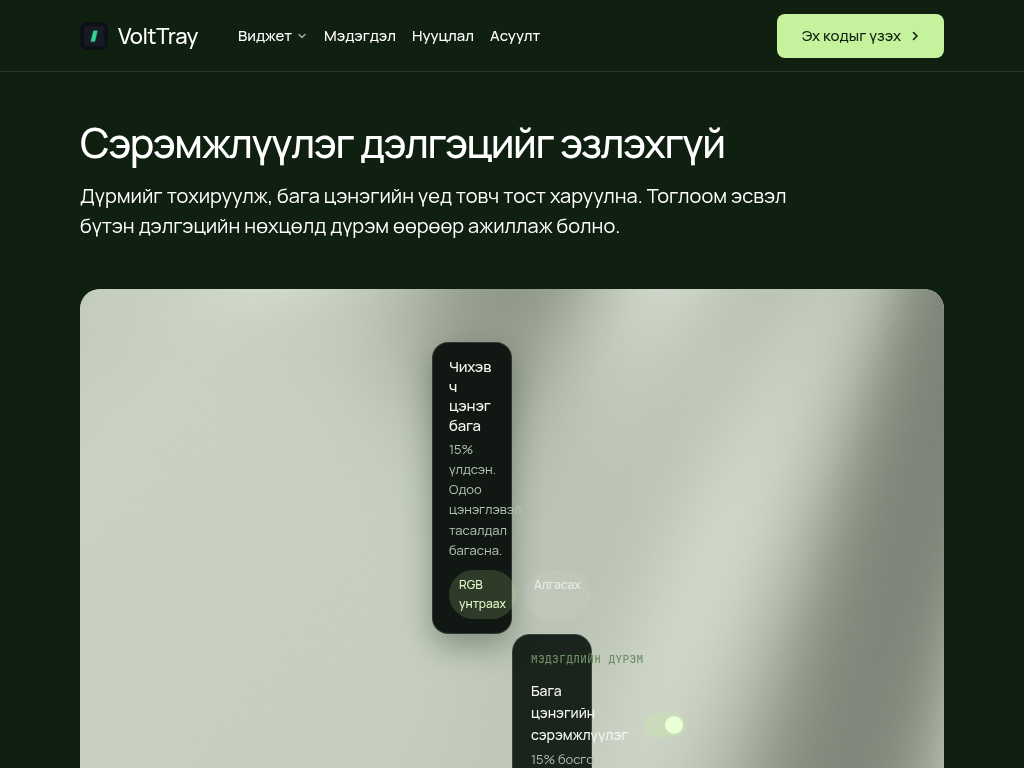 VoltTray
Виджет
Мэдэгдэл
Нууцлал
Асуулт
Эх кодыг үзэх
Сэрэмжлүүлэг дэлгэцийг эзлэхгүй
Дүрмийг тохируулж, бага цэнэгийн үед товч тост харуулна. Тоглоом эсвэл
бүтэн дэлгэцийн нөхцөлд дүрэм өөрөөр ажиллаж болно.
Чихэв
ч
цэнэг
бага
15%
үлдсэн.
Одоо
цэнэглэвэл
тасалдал
багасна.
RGB
унтраах
Алгасах
МЭДЭГДЛИЙН ДҮРЭМ
Бага
цэнэгийн
сэрэмжлүүлэг
15% босго